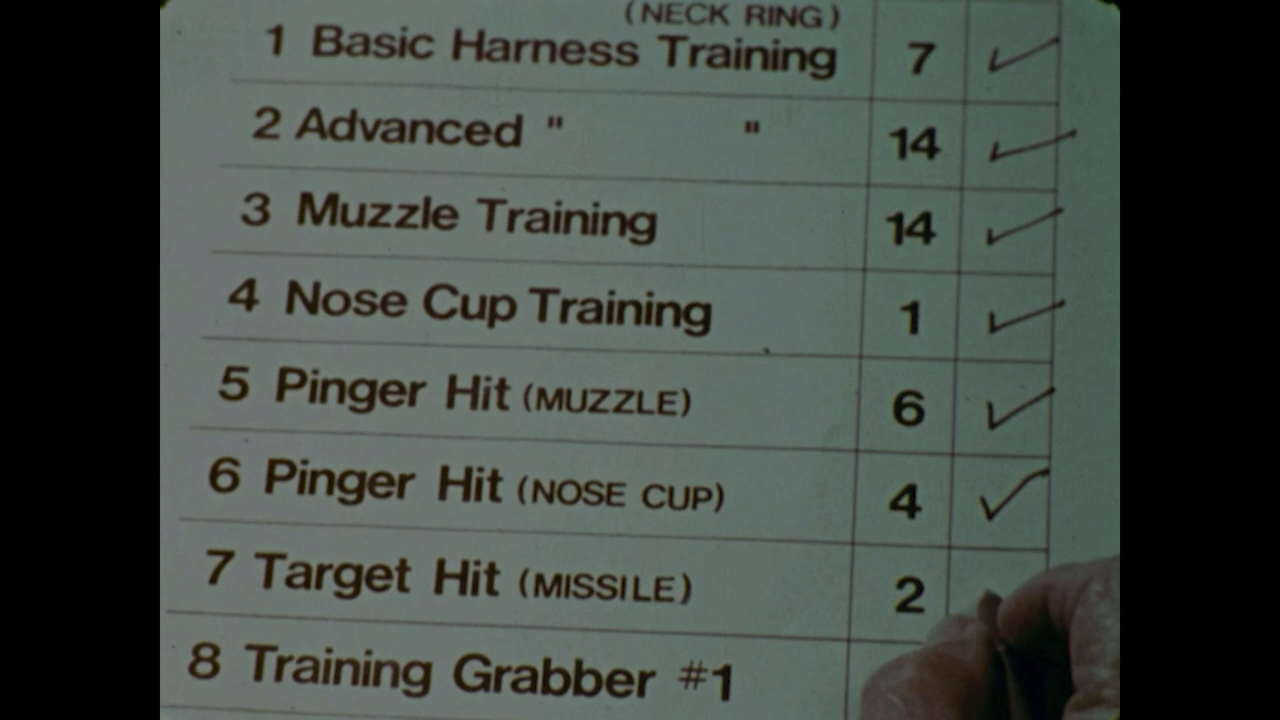 (NECK RING)
1 Basic Harness Training 7
2 Advanced " " 14
3 Muzzle Training 14
4 Nose Cup Training 1
5 Pinger Hit (MUZZLE) 6
6 Pinger Hit (NOSE CUP) 4
7 Target Hit (MISSILE) 2
8 Training Grabber #1